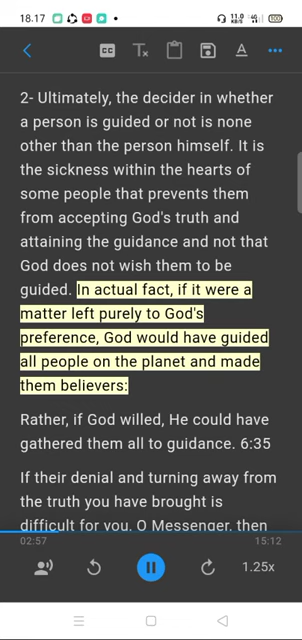 18.17
11.0
KB/S
4G
CC
Tx
A
2- Ultimately, the decider in whether
a person is guided or not is none
other than the person himself. It is
the sickness within the hearts of
some people that prevents them
from accepting God's truth and
attaining the guidance and not that
God does not wish them to be
guided. In actual fact, if it were a
matter left purely to God's
preference, God would have guided
all people on the planet and made
them believers:
Rather, if God willed, He could have
gathered them all to guidance. 6:35
If their denial and turning away from
the truth you have brought is
difficult for you, O Messenger, then
02:57
15:12
1.25x